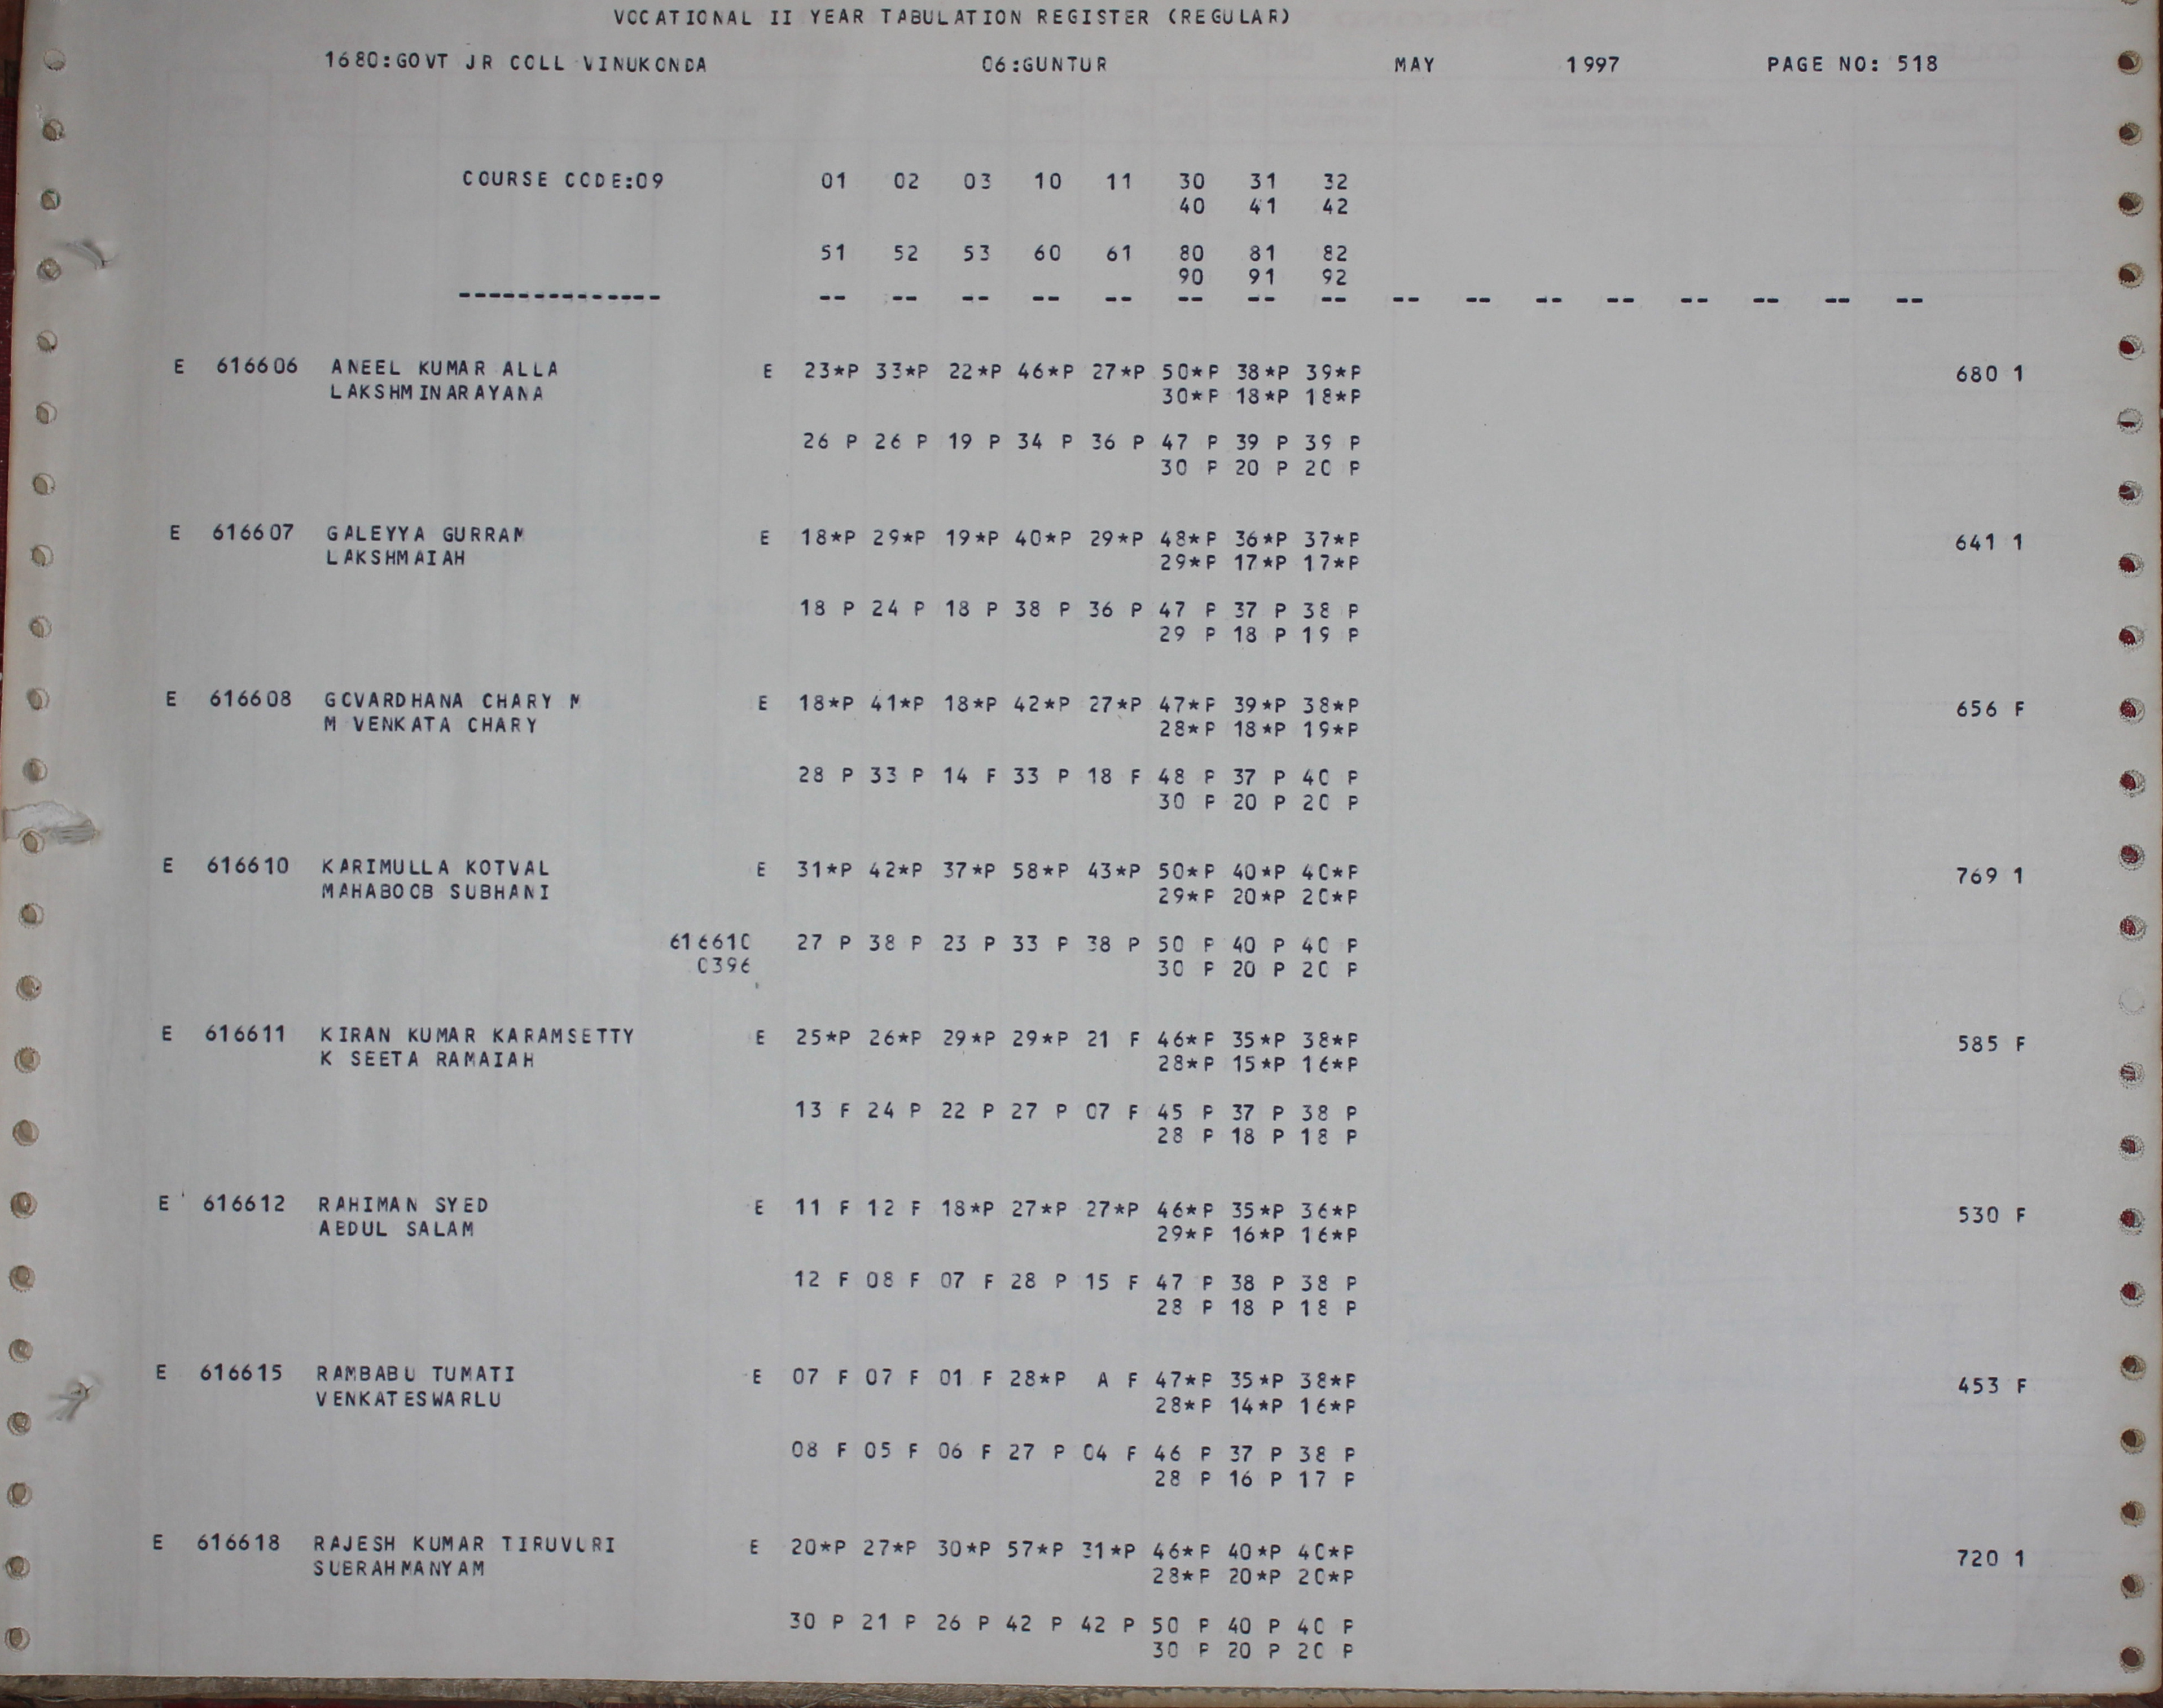 VOCATIONAL II YEAR TABULATION REGISTER (REGULAR)
1680:GOVT JR COLL VINUKONDA 06:GUNTUR MAY 1997 PAGE NO: 518
COURSE CODE:09 01 02 03 10 11 30 31 32
40 41 42
51 52 53 60 61 80 81 82
90 91 92
-------------- -- -- -- -- -- -- -- -- -- -- -- -- -- -- -- --
E 616606 ANEEL KUMAR ALLA E 23*P 33*P 22*P 46*P 27*P 50*P 38*P 39*P 680 1
LAKSHMINARAYANA 30*P 18*P 18*P
26 P 26 P 19 P 34 P 36 P 47 P 39 P 39 P
30 P 20 P 20 P
E 616607 GALEYYA GURRAM E 18*P 29*P 19*P 40*P 29*P 48*P 36*P 37*P 641 1
LAKSHMAIAH 29*P 17*P 17*P
18 P 24 P 18 P 38 P 36 P 47 P 37 P 38 P
29 P 18 P 19 P
E 616608 GOVARDHANA CHARY M E 18*P 41*P 18*P 42*P 27*P 47*P 39*P 38*P 656 F
M VENKATA CHARY 28*P 18*P 19*P
28 P 33 P 14 F 33 P 18 F 48 P 37 P 40 P
30 P 20 P 20 P
E 616610 KARIMULLA KOTVAL E 31*P 42*P 37*P 58*P 43*P 50*P 40*P 40*P 769 1
MAHABOOB SUBHANI 29*P 20*P 20*P
616610 27 P 38 P 23 P 33 P 38 P 50 P 40 P 40 P
0396 30 P 20 P 20 P
E 616611 KIRAN KUMAR KARAMSETTY E 25*P 26*P 29*P 29*P 21 F 46*P 35*P 38*P 585 F
K SEETA RAMAIAH 28*P 15*P 16*P
13 F 24 P 22 P 27 P 07 F 45 P 37 P 38 P
28 P 18 P 18 P
E 616612 RAHIMAN SYED E 11 F 12 F 18*P 27*P 27*P 46*P 35*P 36*P 530 F
ABDUL SALAM 29*P 16*P 16*P
12 F 08 F 07 F 28 P 15 F 47 P 38 P 38 P
28 P 18 P 18 P
E 616615 RAMBABU TUMATI E 07 F 07 F 01 F 28*P A F 47*P 35*P 38*P 453 F
VENKATESWARLU 28*P 14*P 16*P
08 F 05 F 06 F 27 P 04 F 46 P 37 P 38 P
28 P 16 P 17 P
E 616618 RAJESH KUMAR TIRUVURI E 20*P 27*P 30*P 57*P 31*P 46*P 40*P 40*P 720 1
SUBRAHMANYAM 28*P 20*P 20*P
30 P 21 P 26 P 42 P 42 P 50 P 40 P 40 P
30 P 20 P 20 P